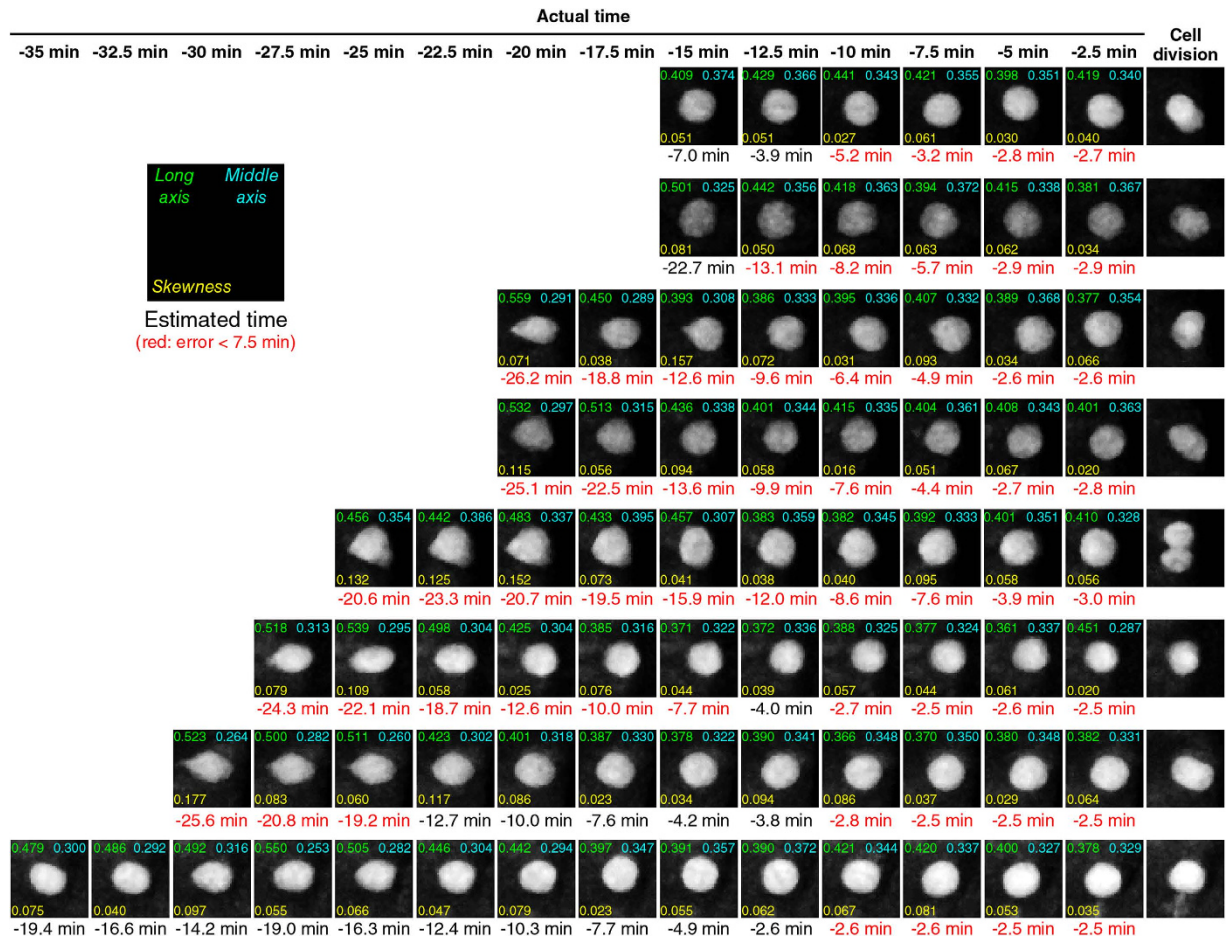 Actual time
-35 min -32.5 min -30 min -27.5 min -25 min -22.5 min -20 min -17.5 min -15 min -12.5 min -10 min -7.5 min -5 min -2.5 min Cell division
0.409 0.374 0.429 0.366 0.441 0.343 0.421 0.355 0.398 0.351 0.419 0.340
0.051 0.051 0.027 0.061 0.030 0.040
-7.0 min -3.9 min -5.2 min -3.2 min -2.8 min -2.7 min
Long axis Middle axis
Skewness
Estimated time
(red: error < 7.5 min)
0.501 0.325 0.442 0.356 0.418 0.363 0.394 0.372 0.415 0.338 0.381 0.367
0.081 0.050 0.068 0.063 0.062 0.034
-22.7 min -13.1 min -8.2 min -5.7 min -2.9 min -2.9 min
0.559 0.291 0.450 0.289 0.393 0.308 0.386 0.333 0.395 0.336 0.407 0.332 0.389 0.368 0.377 0.354
0.071 0.038 0.157 0.072 0.031 0.093 0.034 0.066
-26.2 min -18.8 min -12.6 min -9.6 min -6.4 min -4.9 min -2.6 min -2.6 min
0.532 0.297 0.513 0.315 0.436 0.338 0.401 0.344 0.415 0.335 0.404 0.361 0.408 0.343 0.401 0.363
0.115 0.056 0.094 0.058 0.016 0.051 0.067 0.020
-25.1 min -22.5 min -13.6 min -9.9 min -7.6 min -4.4 min -2.7 min -2.8 min
0.456 0.354 0.442 0.386 0.483 0.337 0.433 0.395 0.457 0.307 0.383 0.359 0.382 0.345 0.392 0.333 0.401 0.351 0.410 0.328
0.132 0.125 0.152 0.073 0.041 0.038 0.040 0.095 0.058 0.056
-20.6 min -23.3 min -20.7 min -19.5 min -15.9 min -12.0 min -8.6 min -7.6 min -3.9 min -3.0 min
0.518 0.313 0.539 0.295 0.498 0.304 0.425 0.304 0.385 0.316 0.371 0.322 0.372 0.336 0.388 0.325 0.377 0.324 0.361 0.337 0.451 0.287
0.079 0.109 0.058 0.025 0.076 0.044 0.039 0.057 0.044 0.061 0.020
-24.3 min -22.1 min -18.7 min -12.6 min -10.0 min -7.7 min -4.0 min -2.7 min -2.5 min -2.6 min -2.5 min
0.523 0.264 0.500 0.282 0.511 0.260 0.423 0.302 0.401 0.318 0.387 0.330 0.378 0.322 0.390 0.341 0.366 0.348 0.370 0.350 0.380 0.348 0.382 0.331
0.177 0.083 0.060 0.117 0.086 0.023 0.034 0.094 0.086 0.037 0.029 0.064
-25.6 min -20.8 min -19.2 min -12.7 min -10.0 min -7.6 min -4.2 min -3.8 min -2.8 min -2.5 min -2.5 min -2.5 min
0.479 0.300 0.486 0.292 0.492 0.316 0.550 0.253 0.505 0.282 0.446 0.304 0.442 0.294 0.397 0.347 0.391 0.357 0.390 0.372 0.421 0.344 0.420 0.337 0.400 0.327 0.378 0.329
0.075 0.040 0.097 0.055 0.066 0.047 0.079 0.023 0.055 0.062 0.067 0.081 0.053 0.035
-19.4 min -16.6 min -14.2 min -19.0 min -16.3 min -12.4 min -10.3 min -7.7 min -4.9 min -2.6 min -2.6 min -2.6 min -2.5 min -2.5 min